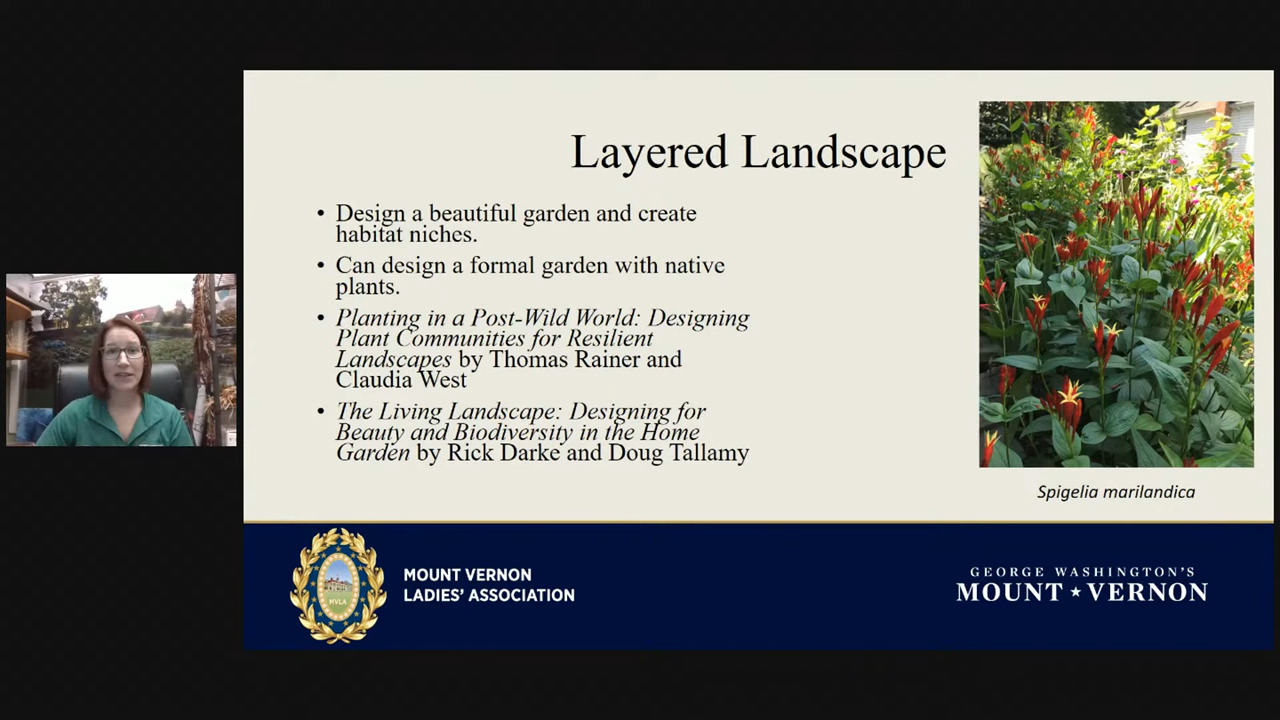 Layered Landscape
• Design a beautiful garden and create
habitat niches.
• Can design a formal garden with native
plants.
• Planting in a Post-Wild World: Designing
Plant Communities for Resilient
Landscapes by Thomas Rainer and
Claudia West
• The Living Landscape: Designing for
Beauty and Biodiversity in the Home
Garden by Rick Darke and Doug Tallamy
Spigelia marilandica
MVLA
MOUNT VERNON
LADIES’ ASSOCIATION
GEORGE WASHINGTON'S
MOUNT★VERNON